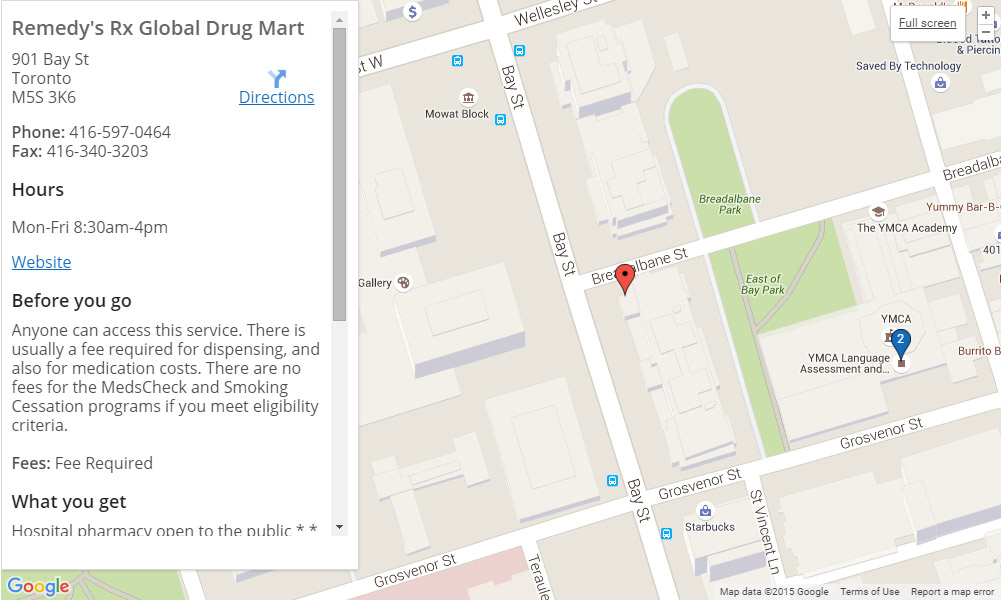 Remedy's Rx Global Drug Mart
901 Bay St
Toronto
M5S 3K6
Directions
Phone: 416-597-0464
Fax: 416-340-3203
Hours
Mon-Fri 8:30am-4pm
Website
Before you go
Anyone can access this service. There is
usually a fee required for dispensing, and
also for medication costs. There are no
fees for the MedsCheck and Smoking
Cessation programs if you meet eligibility
criteria.
Fees: Fee Required
What you get
Hospital pharmacy open to the public * *
Google
$
Wellesley St
St W
Bay St
Mowat Block
Full screen
+
−
& Piercin
Saved By Technology
Breadalbane
Breadalbane
Park
Yummy Bar-B-
The YMCA Academy
401
Bay St
Breadalbane St
Gallery
East of
Bay Park
YMCA
2
YMCA Language
Assessment and...
Burrito B
Grosvenor St
Grosvenor St
Bay St
Starbucks
St Vincent Ln
Grosvenor St
Teraule
Map data ©2015 Google
Terms of Use
Report a map error